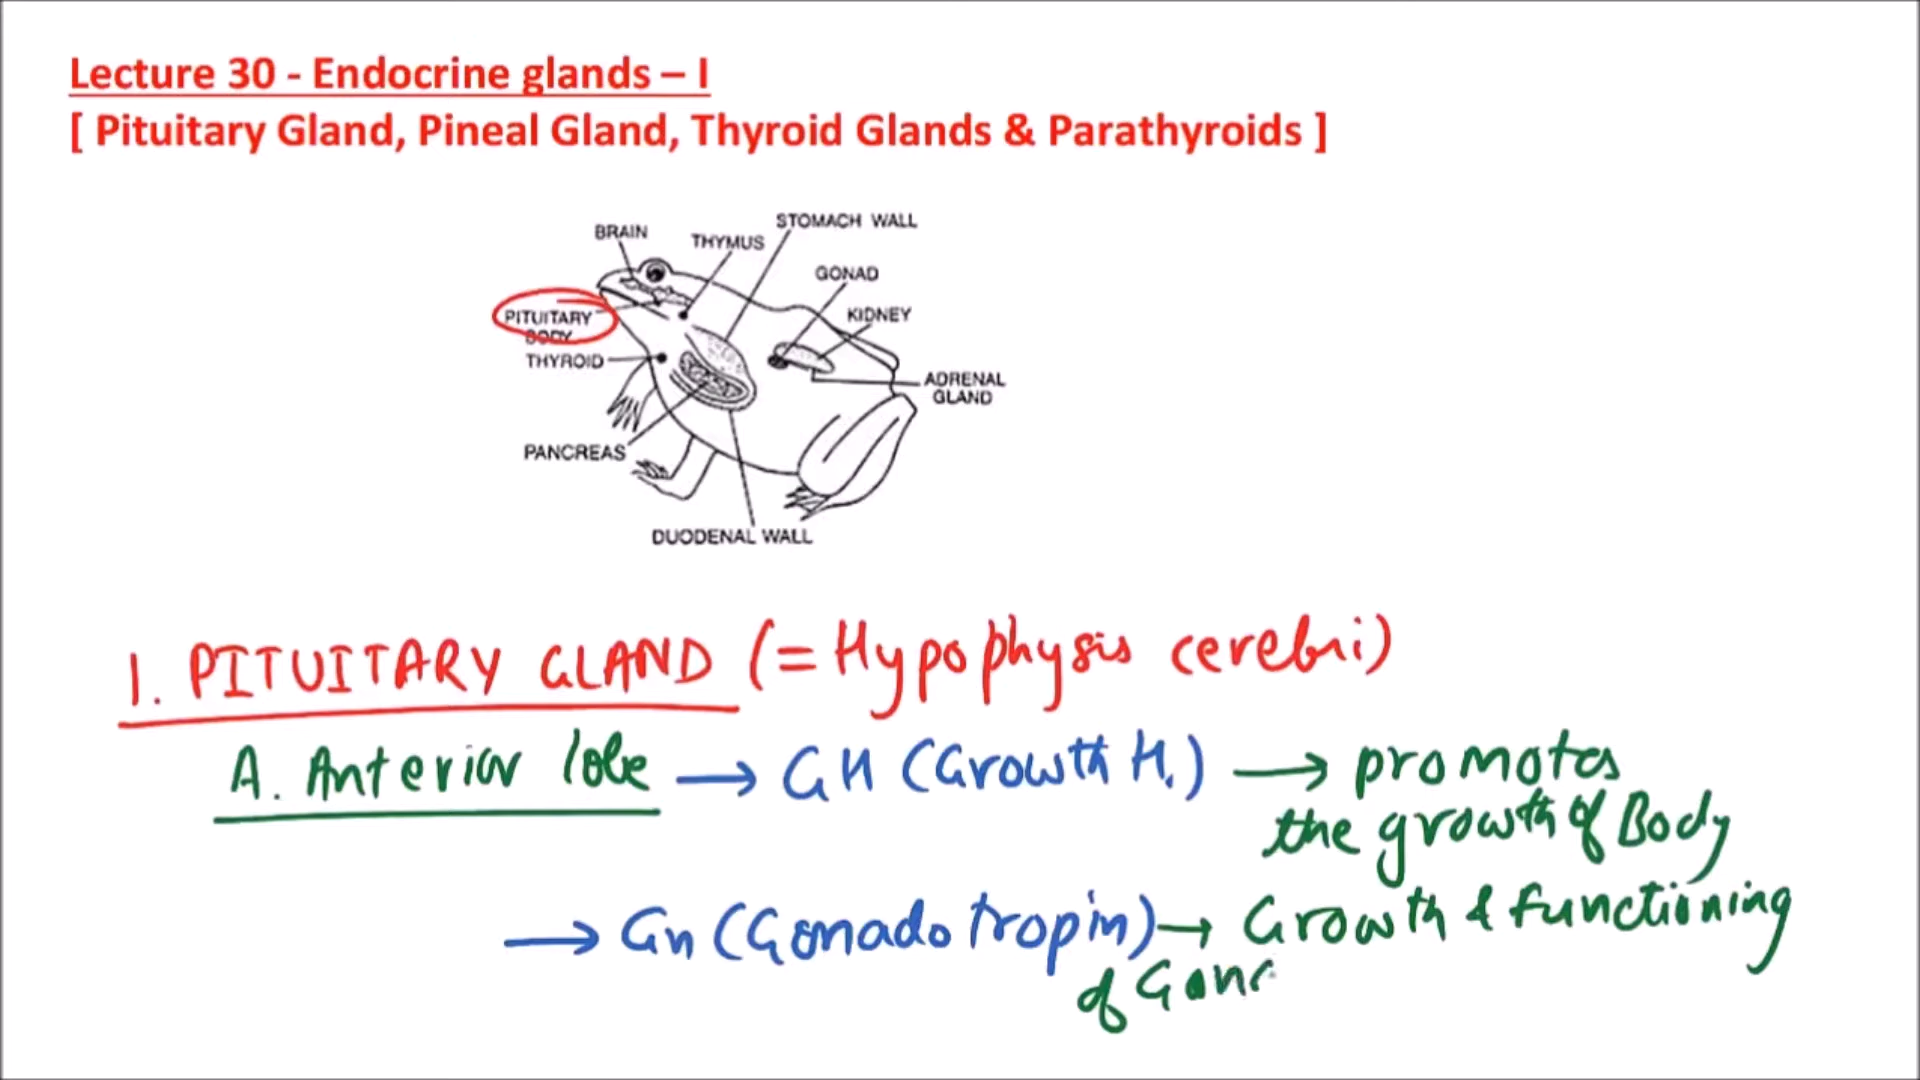 Lecture 30 - Endocrine glands – I
[ Pituitary Gland, Pineal Gland, Thyroid Glands & Parathyroids ]
STOMACH WALL
BRAIN
THYMUS
GONAD
PITUITARY
BODY
KIDNEY
THYROID
ADRENAL
GLAND
PANCREAS
DUODENAL WALL
1. PITUITARY GLAND (= Hypophysis cerebri)
A. Anterior lobe → GH (Growth H.) → promotes
the growth of Body
→ Gn (Gonadotropin) → Growth & functioning
of Gona